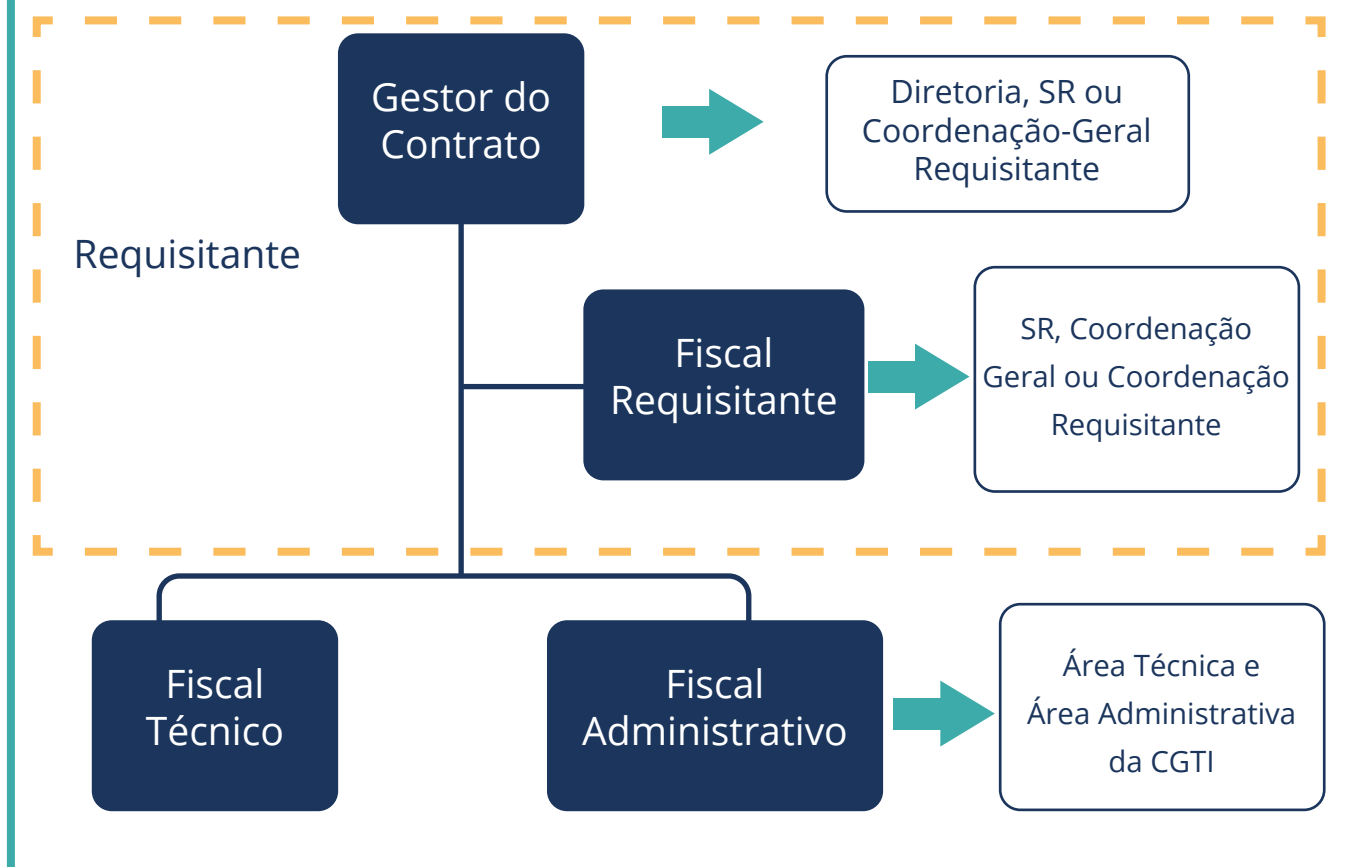 Gestor do
Contrato
Diretoria, SR ou
Coordenação-Geral
Requisitante
Requisitante
Fiscal
Requisitante
SR, Coordenação
Geral ou Coordenação
Requisitante
Fiscal
Técnico
Fiscal
Administrativo
Área Técnica e
Área Administrativa
da CGTI